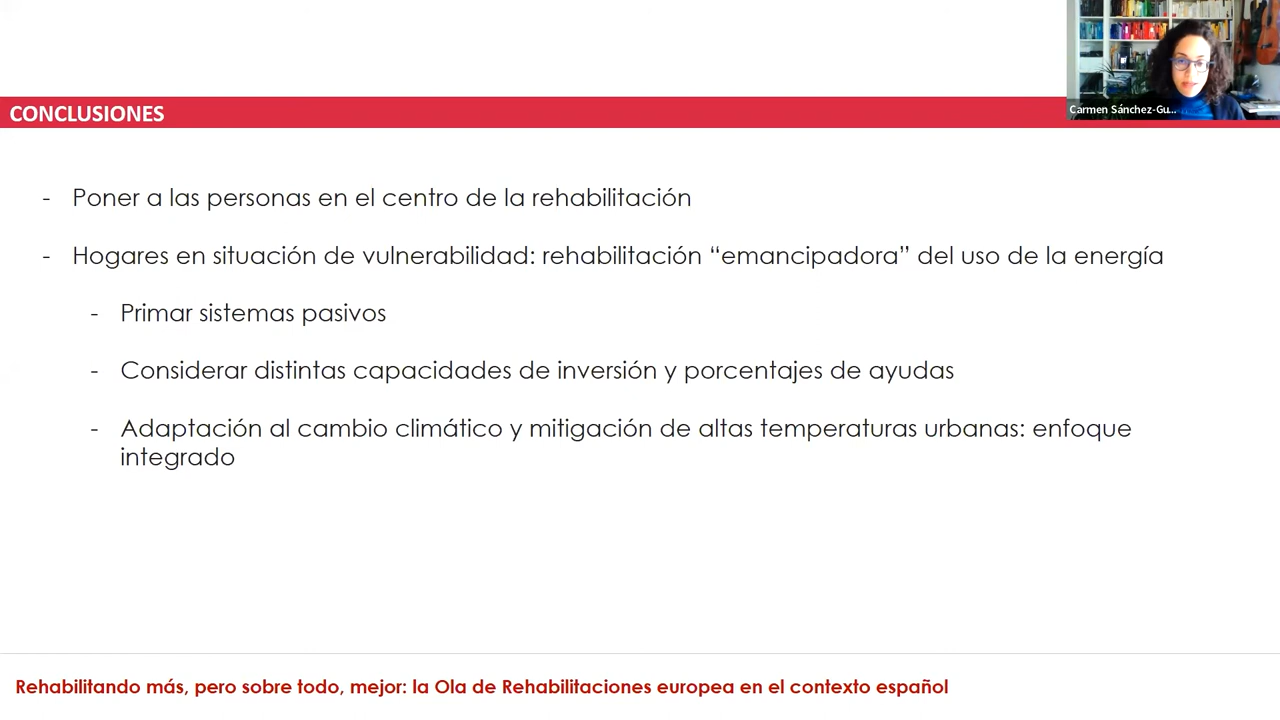 Carmen Sánchez-Gu...
CONCLUSIONES
- Poner a las personas en el centro de la rehabilitación
- Hogares en situación de vulnerabilidad: rehabilitación “emancipadora” del uso de la energía
- Primar sistemas pasivos
- Considerar distintas capacidades de inversión y porcentajes de ayudas
- Adaptación al cambio climático y mitigación de altas temperaturas urbanas: enfoque
integrado
Rehabilitando más, pero sobre todo, mejor: la Ola de Rehabilitaciones europea en el contexto español